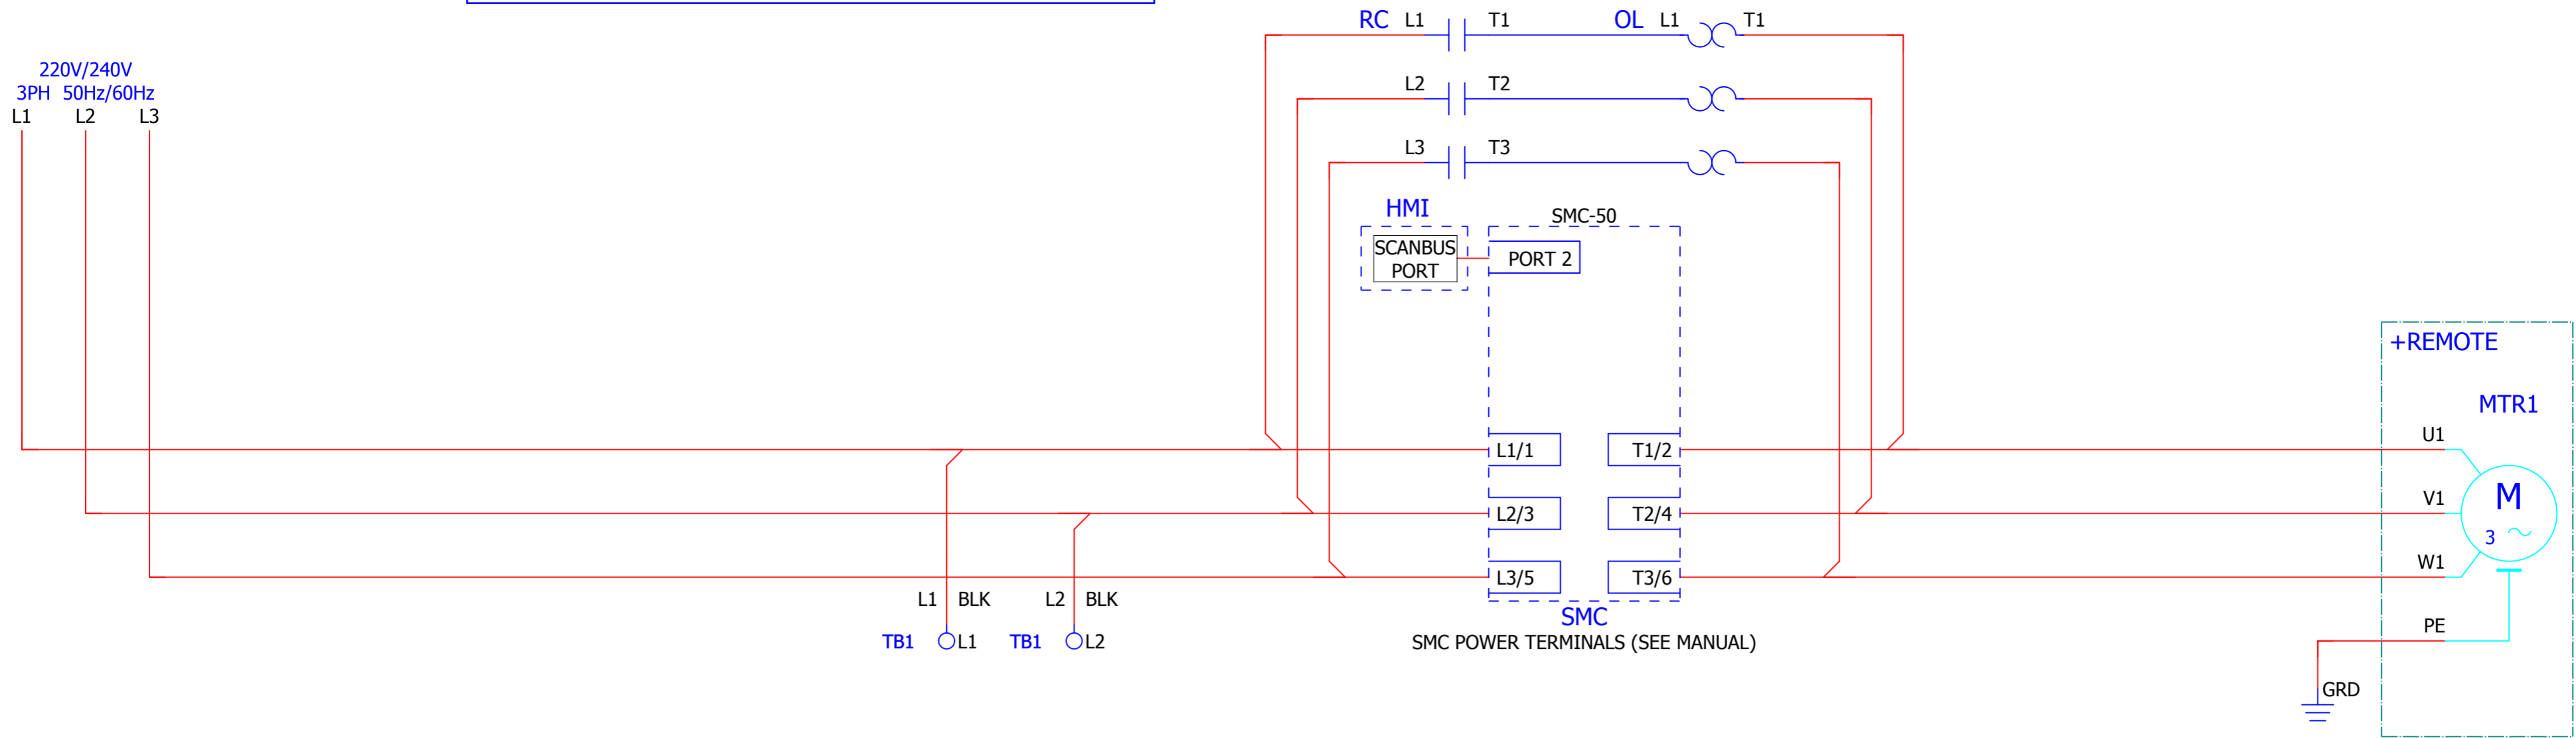 RC L1 T1 OL L1 T1
220V/240V
3PH 50Hz/60Hz
L1 L2 L3
L2 T2
L3 T3
HMI
SMC-50
SCANBUS
PORT
PORT 2
+REMOTE
MTR1
U1
L1/1 T1/2
V1
M
3
L2/3 T2/4
W1
L3/5 T3/6
L1 BLK L2 BLK
SMC
PE
TB1 L1 TB1 L2
SMC POWER TERMINALS (SEE MANUAL)
GRD